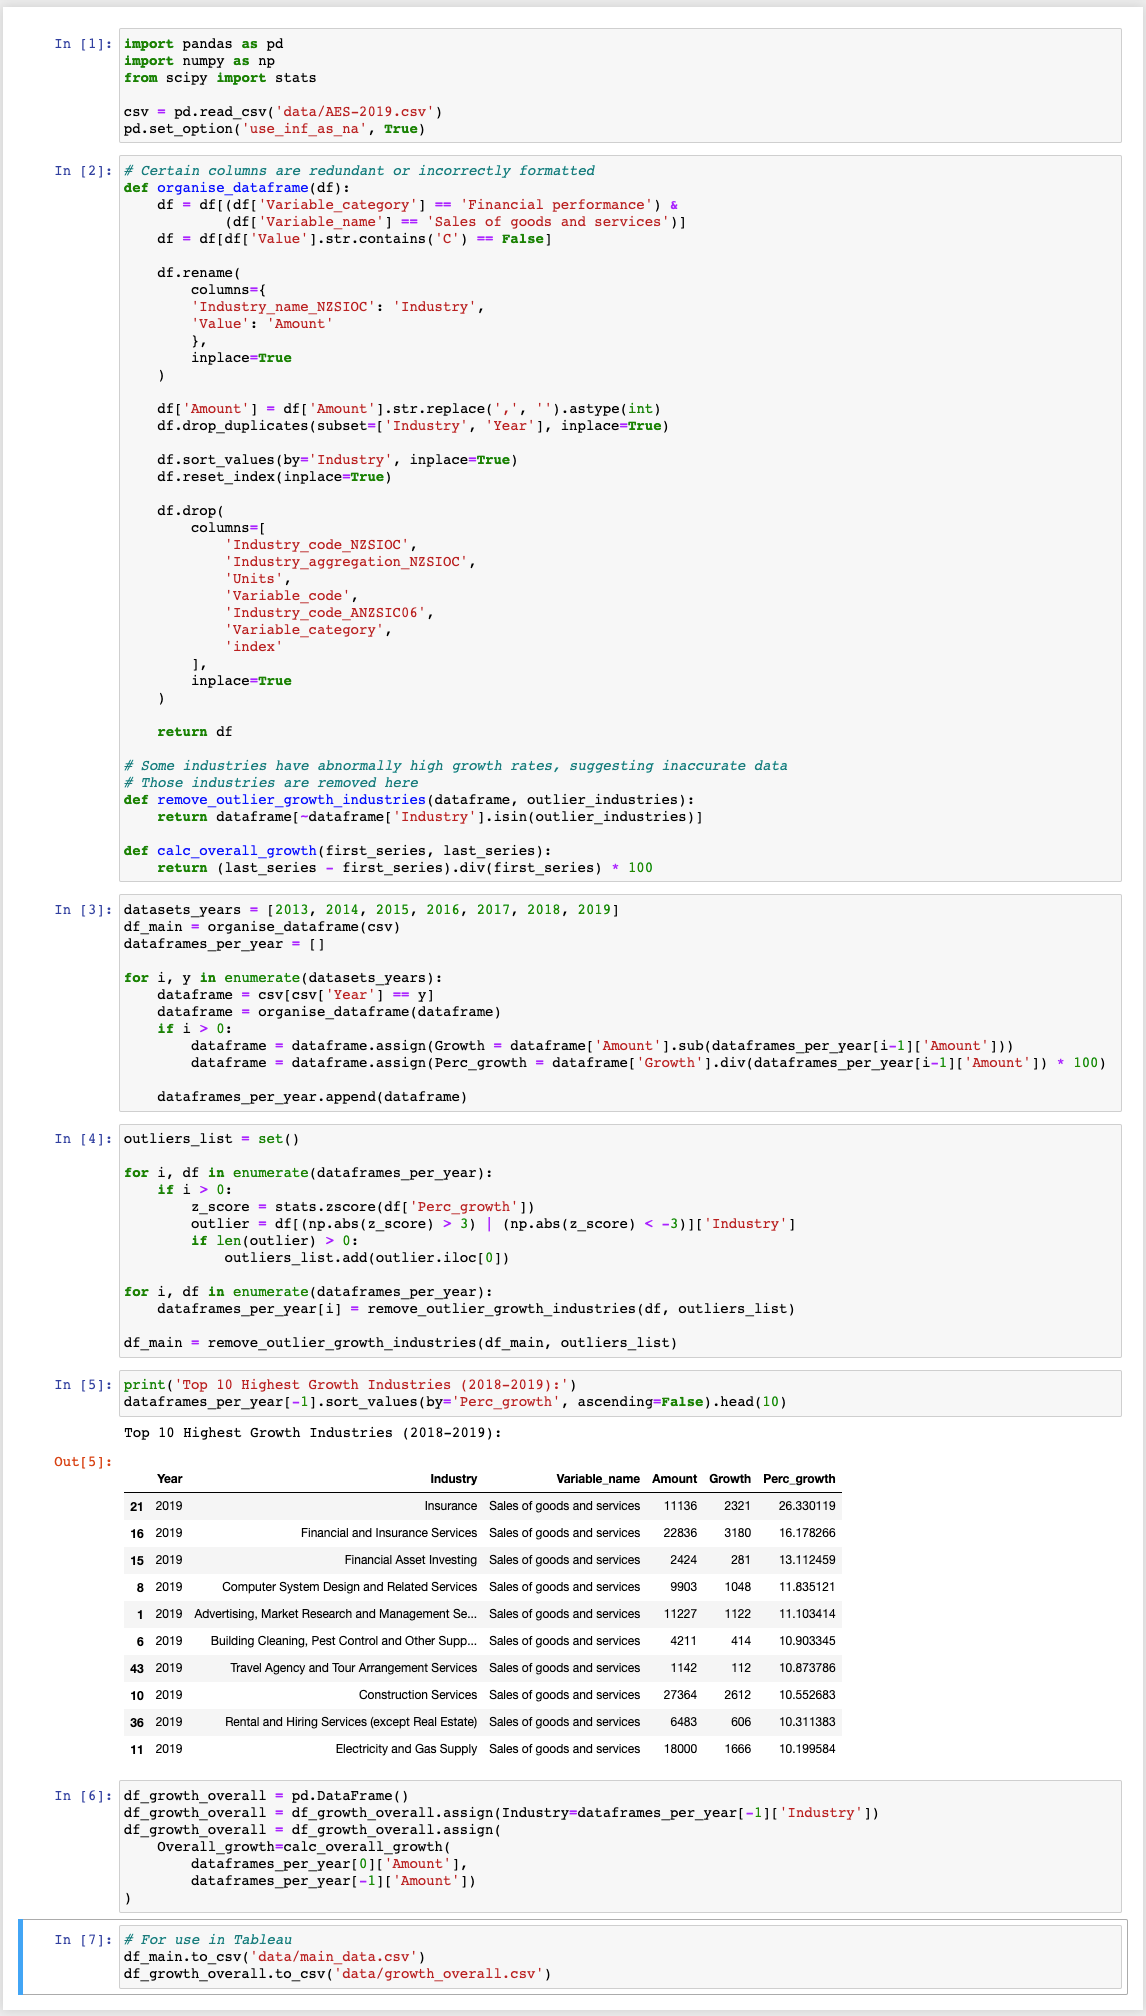 In [1]: import pandas as pd
import numpy as np
from scipy import stats

csv = pd.read_csv('data/AES-2019.csv')
pd.set_option('use_inf_as_na', True)

In [2]: # Certain columns are redundant or incorrectly formatted
def organise_dataframe(df):
    df = df[(df['Variable_category'] == 'Financial performance') &
            (df['Variable_name'] == 'Sales of goods and services')]
    df = df[df['Value'].str.contains('C') == False]

    df.rename(
        columns={
        'Industry_name_NZSIOC': 'Industry',
        'Value': 'Amount'
        },
        inplace=True
    )

    df['Amount'] = df['Amount'].str.replace(',', '').astype(int)
    df.drop_duplicates(subset=['Industry', 'Year'], inplace=True)

    df.sort_values(by='Industry', inplace=True)
    df.reset_index(inplace=True)

    df.drop(
        columns=[
            'Industry_code_NZSIOC',
            'Industry_aggregation_NZSIOC',
            'Units',
            'Variable_code',
            'Industry_code_ANZSIC06',
            'Variable_category',
            'index'
        ],
        inplace=True
    )

    return df

# Some industries have abnormally high growth rates, suggesting inaccurate data
# Those industries are removed here
def remove_outlier_growth_industries(dataframe, outlier_industries):
    return dataframe[~dataframe['Industry'].isin(outlier_industries)]

def calc_overall_growth(first_series, last_series):
    return (last_series - first_series).div(first_series) * 100

In [3]: datasets_years = [2013, 2014, 2015, 2016, 2017, 2018, 2019]
df_main = organise_dataframe(csv)
dataframes_per_year = []

for i, y in enumerate(datasets_years):
    dataframe = csv[csv['Year'] == y]
    dataframe = organise_dataframe(dataframe)
    if i > 0:
        dataframe = dataframe.assign(Growth = dataframe['Amount'].sub(dataframes_per_year[i-1]['Amount']))
        dataframe = dataframe.assign(Perc_growth = dataframe['Growth'].div(dataframes_per_year[i-1]['Amount']) * 100)

    dataframes_per_year.append(dataframe)

In [4]: outliers_list = set()

for i, df in enumerate(dataframes_per_year):
    if i > 0:
        z_score = stats.zscore(df['Perc_growth'])
        outlier = df[(np.abs(z_score) > 3) | (np.abs(z_score) < -3)]['Industry']
        if len(outlier) > 0:
            outliers_list.add(outlier.iloc[0])

for i, df in enumerate(dataframes_per_year):
    dataframes_per_year[i] = remove_outlier_growth_industries(df, outliers_list)

df_main = remove_outlier_growth_industries(df_main, outliers_list)

In [5]: print('Top 10 Highest Growth Industries (2018-2019):')
dataframes_per_year[-1].sort_values(by='Perc_growth', ascending=False).head(10)
Top 10 Highest Growth Industries (2018-2019):
Out[5]:
Year Industry Variable_name Amount Growth Perc_growth
21 2019 Insurance Sales of goods and services 11136 2321 26.330119
16 2019 Financial and Insurance Services Sales of goods and services 22836 3180 16.178266
15 2019 Financial Asset Investing Sales of goods and services 2424 281 13.112459
8 2019 Computer System Design and Related Services Sales of goods and services 9903 1048 11.835121
1 2019 Advertising, Market Research and Management Se... Sales of goods and services 11227 1122 11.103414
6 2019 Building Cleaning, Pest Control and Other Supp... Sales of goods and services 4211 414 10.903345
43 2019 Travel Agency and Tour Arrangement Services Sales of goods and services 1142 112 10.873786
10 2019 Construction Services Sales of goods and services 27364 2612 10.552683
36 2019 Rental and Hiring Services (except Real Estate) Sales of goods and services 6483 606 10.311383
11 2019 Electricity and Gas Supply Sales of goods and services 18000 1666 10.199584

In [6]: df_growth_overall = pd.DataFrame()
df_growth_overall = df_growth_overall.assign(Industry=dataframes_per_year[-1]['Industry'])
df_growth_overall = df_growth_overall.assign(
    Overall_growth=calc_overall_growth(
        dataframes_per_year[0]['Amount'],
        dataframes_per_year[-1]['Amount'])
)

In [7]: # For use in Tableau
df_main.to_csv('data/main_data.csv')
df_growth_overall.to_csv('data/growth_overall.csv')